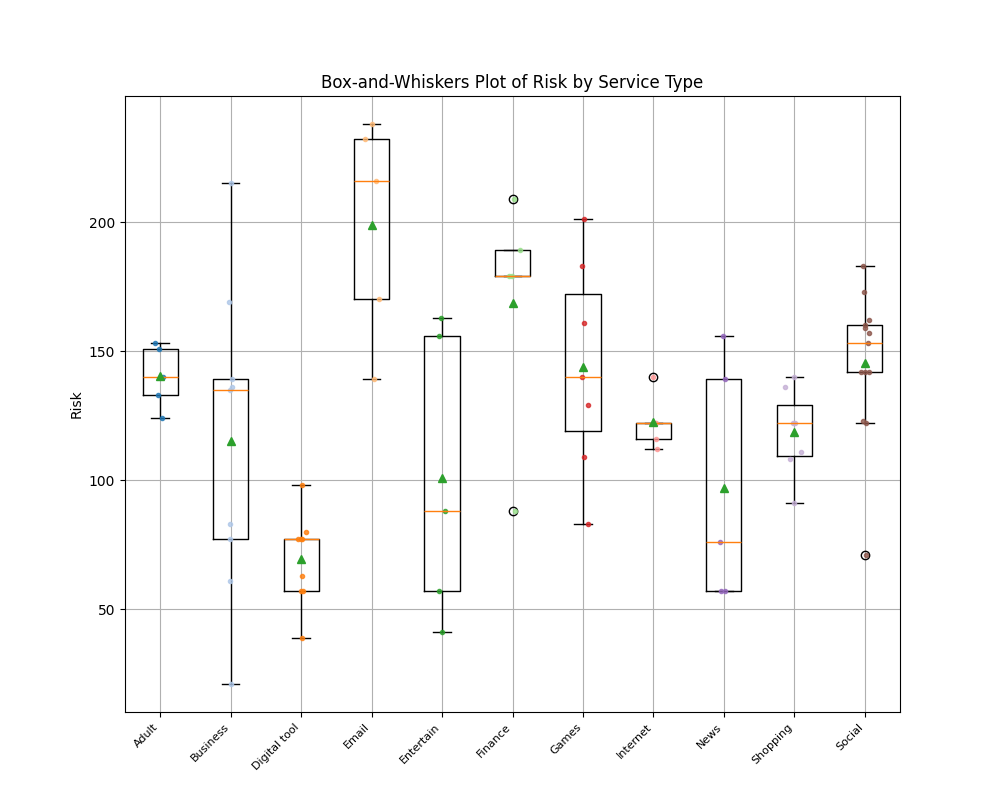 Box-and-Whiskers Plot of Risk by Service Type
Risk
200
150
100
50
Adult
Business
Digital tool
Email
Entertain
Finance
Games
Internet
News
Shopping
Social